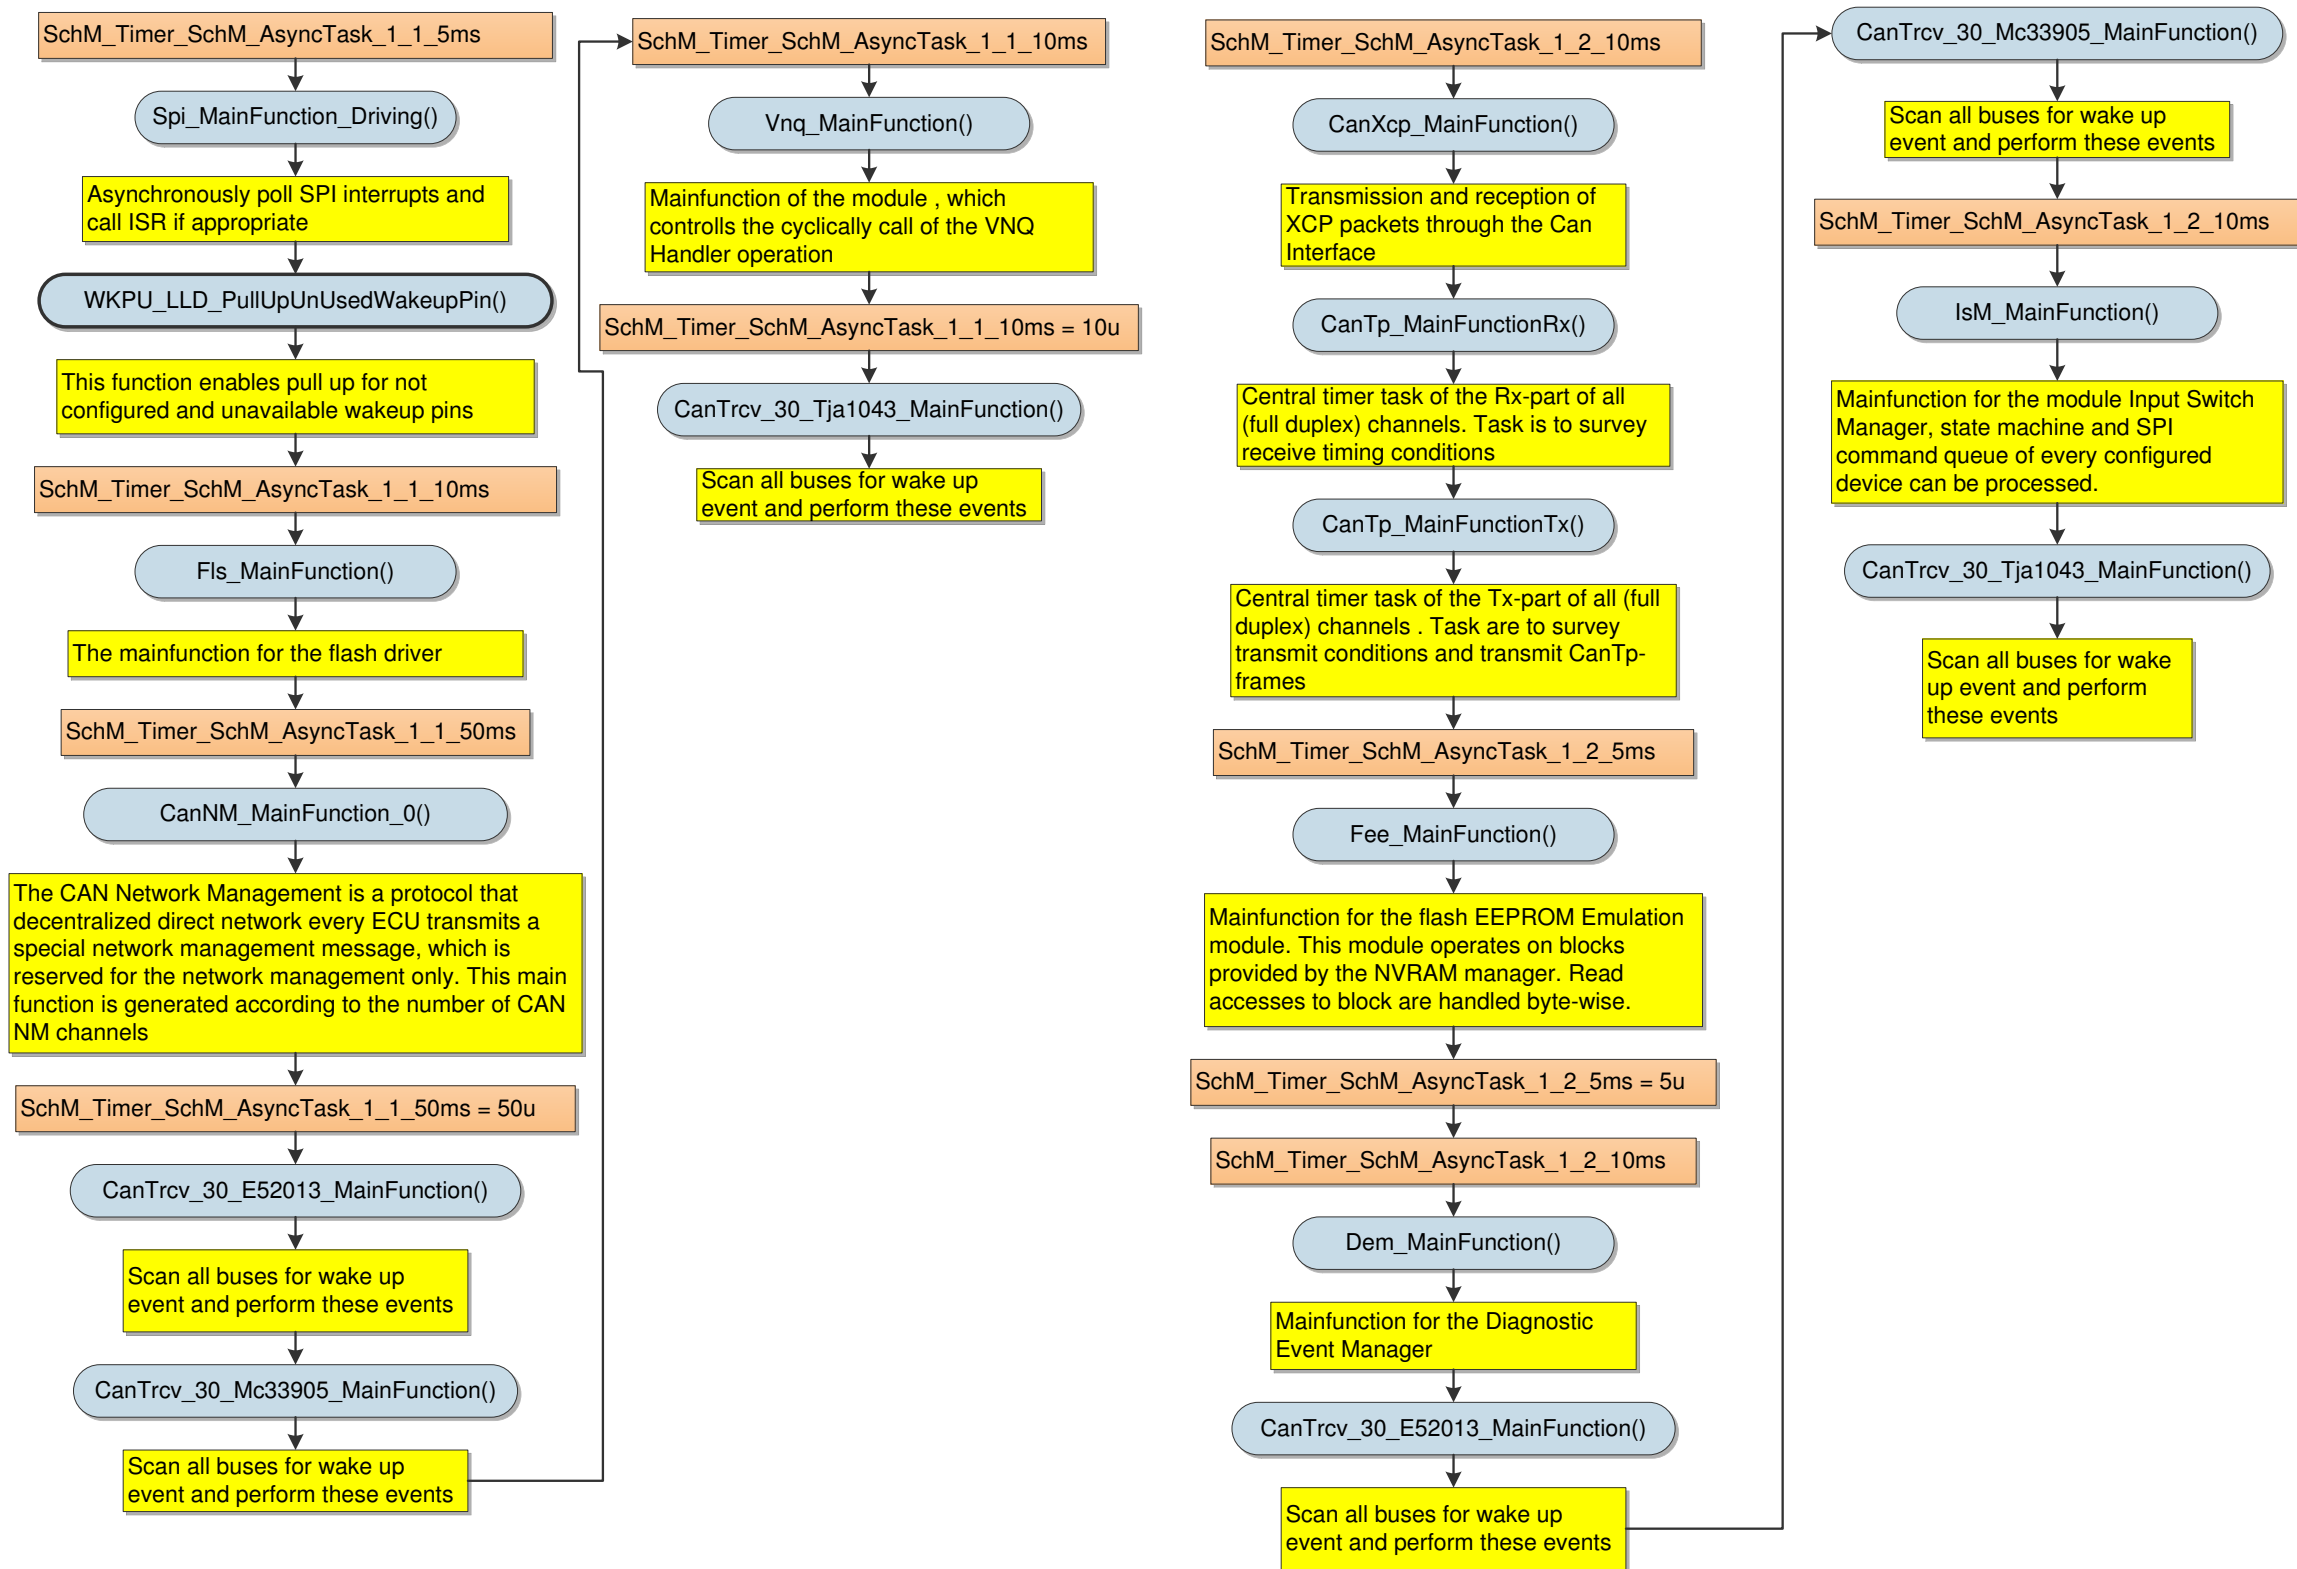 SchM_Timer_SchM_AsyncTask_1_1_5ms
Spi_MainFunction_Driving()
Asynchronously poll SPI interrupts and
call ISR if appropriate
WKPU_LLD_PullUpUnUsedWakeupPin()
This function enables pull up for not
configured and unavailable wakeup pins
SchM_Timer_SchM_AsyncTask_1_1_10ms
Fls_MainFunction()
The mainfunction for the flash driver
SchM_Timer_SchM_AsyncTask_1_1_50ms
CanNM_MainFunction_0()
The CAN Network Management is a protocol that
decentralized direct network every ECU transmits a
special network management message, which is
reserved for the network management only. This main
function is generated according to the number of CAN
NM channels
SchM_Timer_SchM_AsyncTask_1_1_50ms = 50u
CanTrcv_30_E52013_MainFunction()
Scan all buses for wake up
event and perform these events
CanTrcv_30_Mc33905_MainFunction()
Scan all buses for wake up
event and perform these events
SchM_Timer_SchM_AsyncTask_1_1_10ms
Vnq_MainFunction()
Mainfunction of the module , which
controlls the cyclically call of the VNQ
Handler operation
SchM_Timer_SchM_AsyncTask_1_1_10ms = 10u
CanTrcv_30_Tja1043_MainFunction()
Scan all buses for wake up
event and perform these events
SchM_Timer_SchM_AsyncTask_1_2_10ms
CanXcp_MainFunction()
Transmission and reception of
XCP packets through the Can
Interface
CanTp_MainFunctionRx()
Central timer task of the Rx-part of all
(full duplex) channels. Task is to survey
receive timing conditions
CanTp_MainFunctionTx()
Central timer task of the Tx-part of all (full
duplex) channels . Task are to survey
transmit conditions and transmit CanTp-
frames
SchM_Timer_SchM_AsyncTask_1_2_5ms
Fee_MainFunction()
Mainfunction for the flash EEPROM Emulation
module. This module operates on blocks
provided by the NVRAM manager. Read
accesses to block are handled byte-wise.
SchM_Timer_SchM_AsyncTask_1_2_5ms = 5u
SchM_Timer_SchM_AsyncTask_1_2_10ms
Dem_MainFunction()
Mainfunction for the Diagnostic
Event Manager
CanTrcv_30_E52013_MainFunction()
Scan all buses for wake up
event and perform these events
CanTrcv_30_Mc33905_MainFunction()
Scan all buses for wake up
event and perform these events
SchM_Timer_SchM_AsyncTask_1_2_10ms
IsM_MainFunction()
Mainfunction for the module Input Switch
Manager, state machine and SPI
command queue of every configured
device can be processed.
CanTrcv_30_Tja1043_MainFunction()
Scan all buses for wake
up event and perform
these events